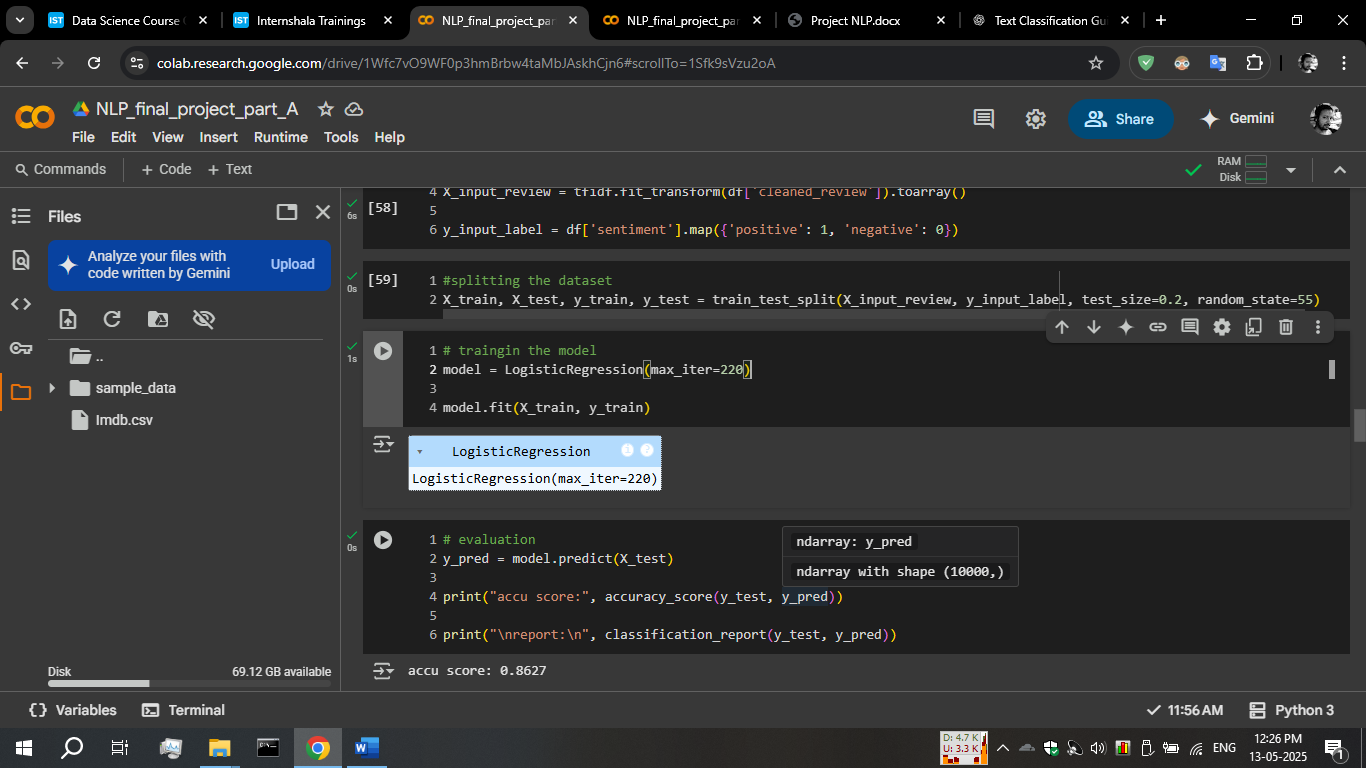 Data Science Course
Internshala Trainings
NLP_final_project_par
NLP_final_project_par
Project NLP.docx
Text Classification Gui
colab.research.google.com/drive/1Wfc7vO9WF0p3hmBrbw4taMbJAskhCjn6#scrollTo=1Sfk9sVzu2oA
NLP_final_project_part_A
File Edit View Insert Runtime Tools Help
Share
Gemini
Commands + Code + Text
RAM
Disk
Files
Analyze your files with
code written by Gemini
Upload
..
sample_data
Imdb.csv
Disk 69.12 GB available
6s
[58]
4 X_input_review = tfidf.fit_transform(df['cleaned_review']).toarray()
5
6 y_input_label = df['sentiment'].map({'positive': 1, 'negative': 0})
0s
[59]
1 #splitting the dataset
2 X_train, X_test, y_train, y_test = train_test_split(X_input_review, y_input_label, test_size=0.2, random_state=55)
1s
1 # traingin the model
2 model = LogisticRegression(max_iter=220)
3
4 model.fit(X_train, y_train)
LogisticRegression
LogisticRegression(max_iter=220)
0s
1 # evaluation
2 y_pred = model.predict(X_test)
3
4 print("accu score:", accuracy_score(y_test, y_pred))
5
6 print("\nreport:\n", classification_report(y_test, y_pred))
ndarray: y_pred
ndarray with shape (10000,)
accu score: 0.8627
Variables Terminal
11:56 AM Python 3
D: 4.7 K
U: 3.3 K
ENG
12:26 PM
13-05-2025
1